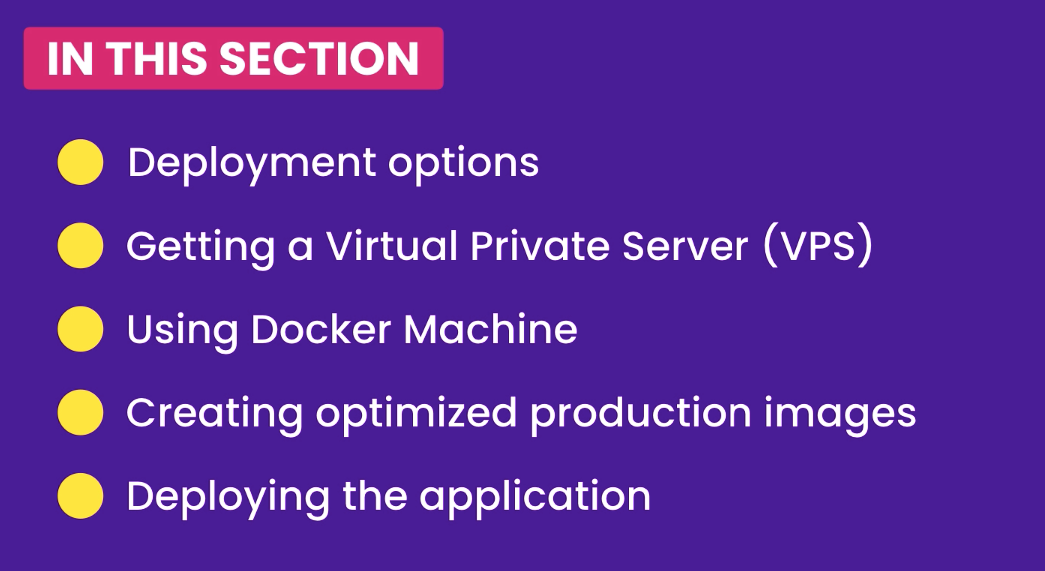 IN THIS SECTION
Deployment options
Getting a Virtual Private Server (VPS)
Using Docker Machine
Creating optimized production images
Deploying the application